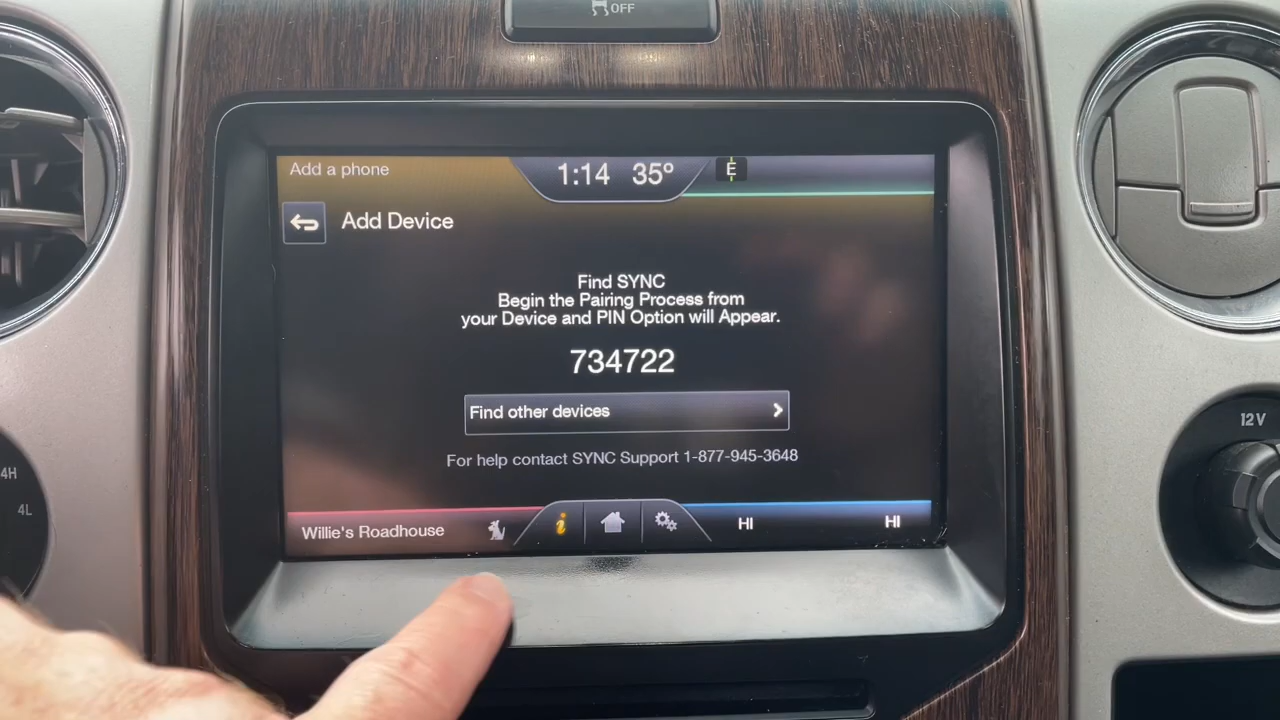 OFF
Add a phone
1:14 35°
E
Add Device
Find SYNC
Begin the Pairing Process from
your Device and PIN Option will Appear.
734722
Find other devices
For help contact SYNC Support 1-877-945-3648
Willie's Roadhouse
i
HI
HI
4H
4L
12V